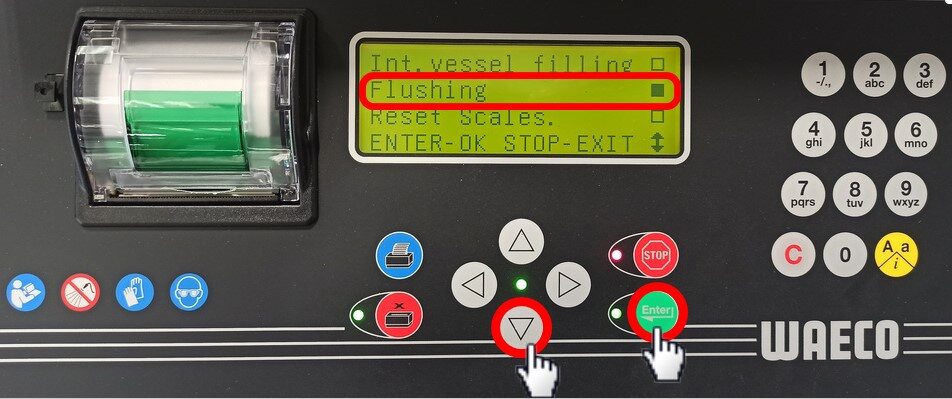 Int.vessel filling
Flushing
Reset Scales.
ENTER-OK STOP-EXIT
1 -/.,
2 abc
3 def
4 ghi
5 jkl
6 mno
7 pqrs
8 tuv
9 wxyz
C
0
A a i
STOP
Enter
WAECO